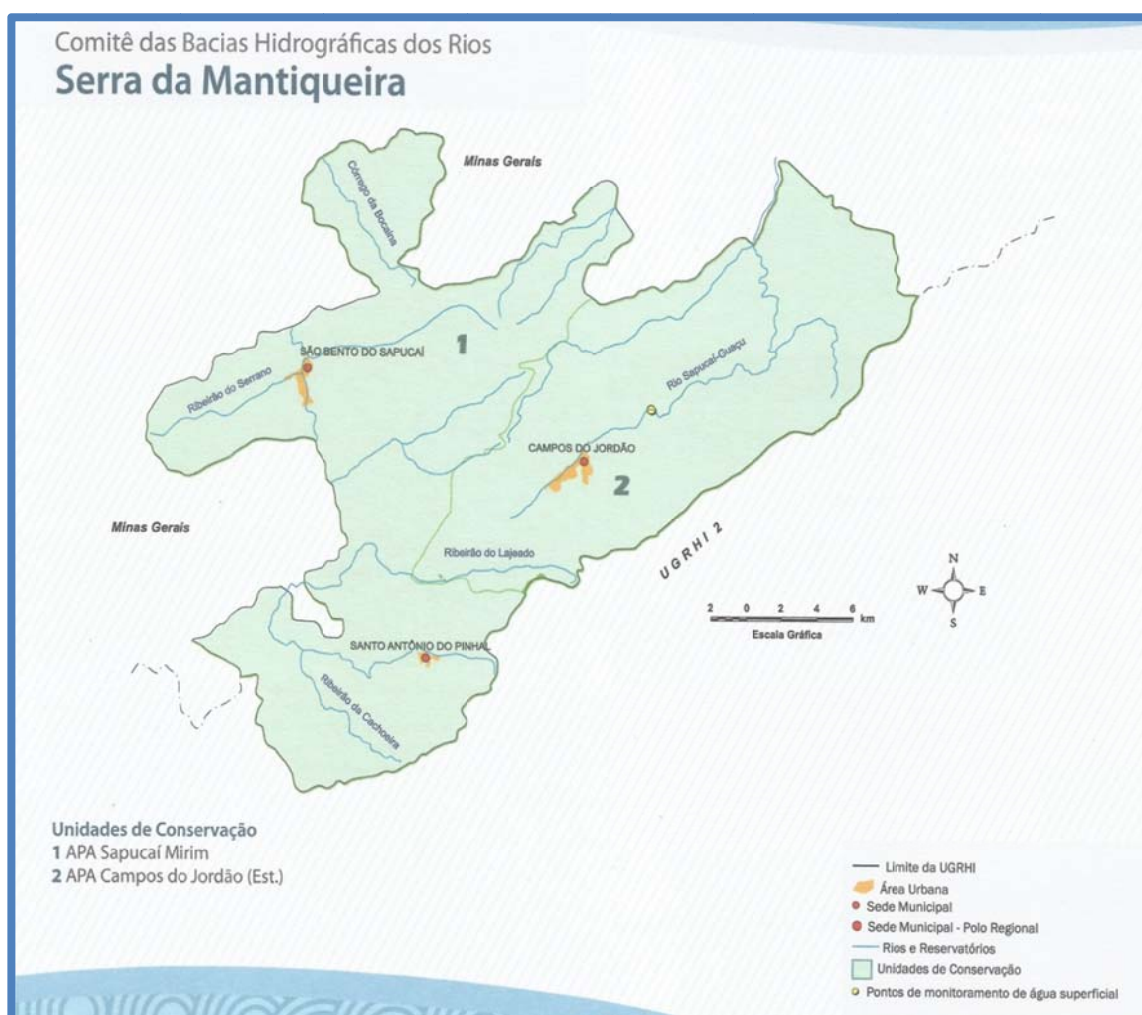 Comitê das Bacias Hidrográficas dos Rios
Serra da Mantiqueira
Minas Gerais
Córrego da Bocaina
1
SÃO BENTO DO SAPUCAÍ
Ribeirão do Serrano
Rio Sapucaí-Guaçu
CAMPOS DO JORDÃO
2
Minas Gerais
Ribeirão do Lajeado
UGRHI 2
N
W E
S
2 0 2 4 6 km
Escala Gráfica
SANTO ANTÔNIO DO PINHAL
Ribeirão da Cachoeira
Unidades de Conservação
1 APA Sapucaí Mirim
2 APA Campos do Jordão (Est.)
Limite da UGRHI
Área Urbana
Sede Municipal
Sede Municipal - Polo Regional
Rios e Reservatórios
Unidades de Conservação
Pontos de monitoramento de água superficial